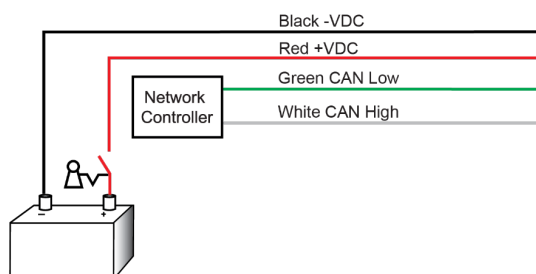 Black -VDC
Red +VDC
Green CAN Low
Network
Controller
White CAN High
– +